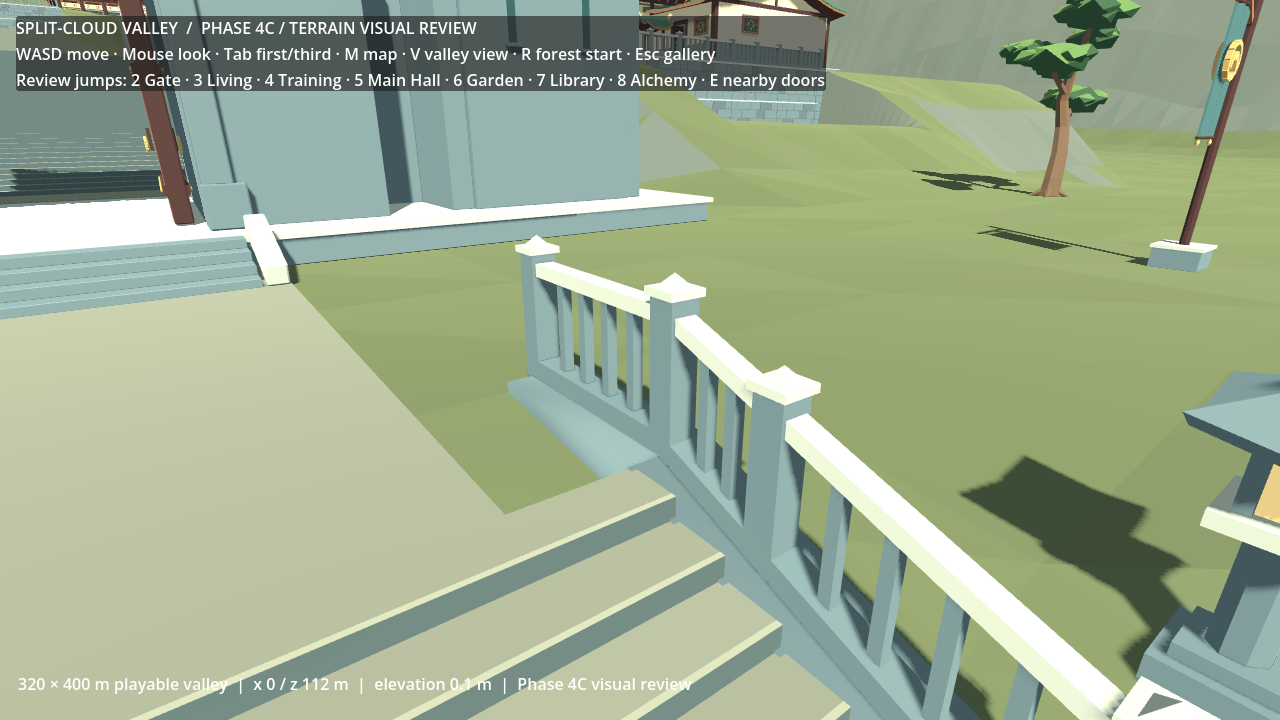 SPLIT-CLOUD VALLEY / PHASE 4C / TERRAIN VISUAL REVIEW
WASD move · Mouse look · Tab first/third · M map · V valley view · R forest start · Esc gallery
Review jumps: 2 Gate · 3 Living · 4 Training · 5 Main Hall · 6 Garden · 7 Library · 8 Alchemy · E nearby doors
320 × 400 m playable valley | x 0 / z 112 m | elevation 0.1 m | Phase 4C visual review